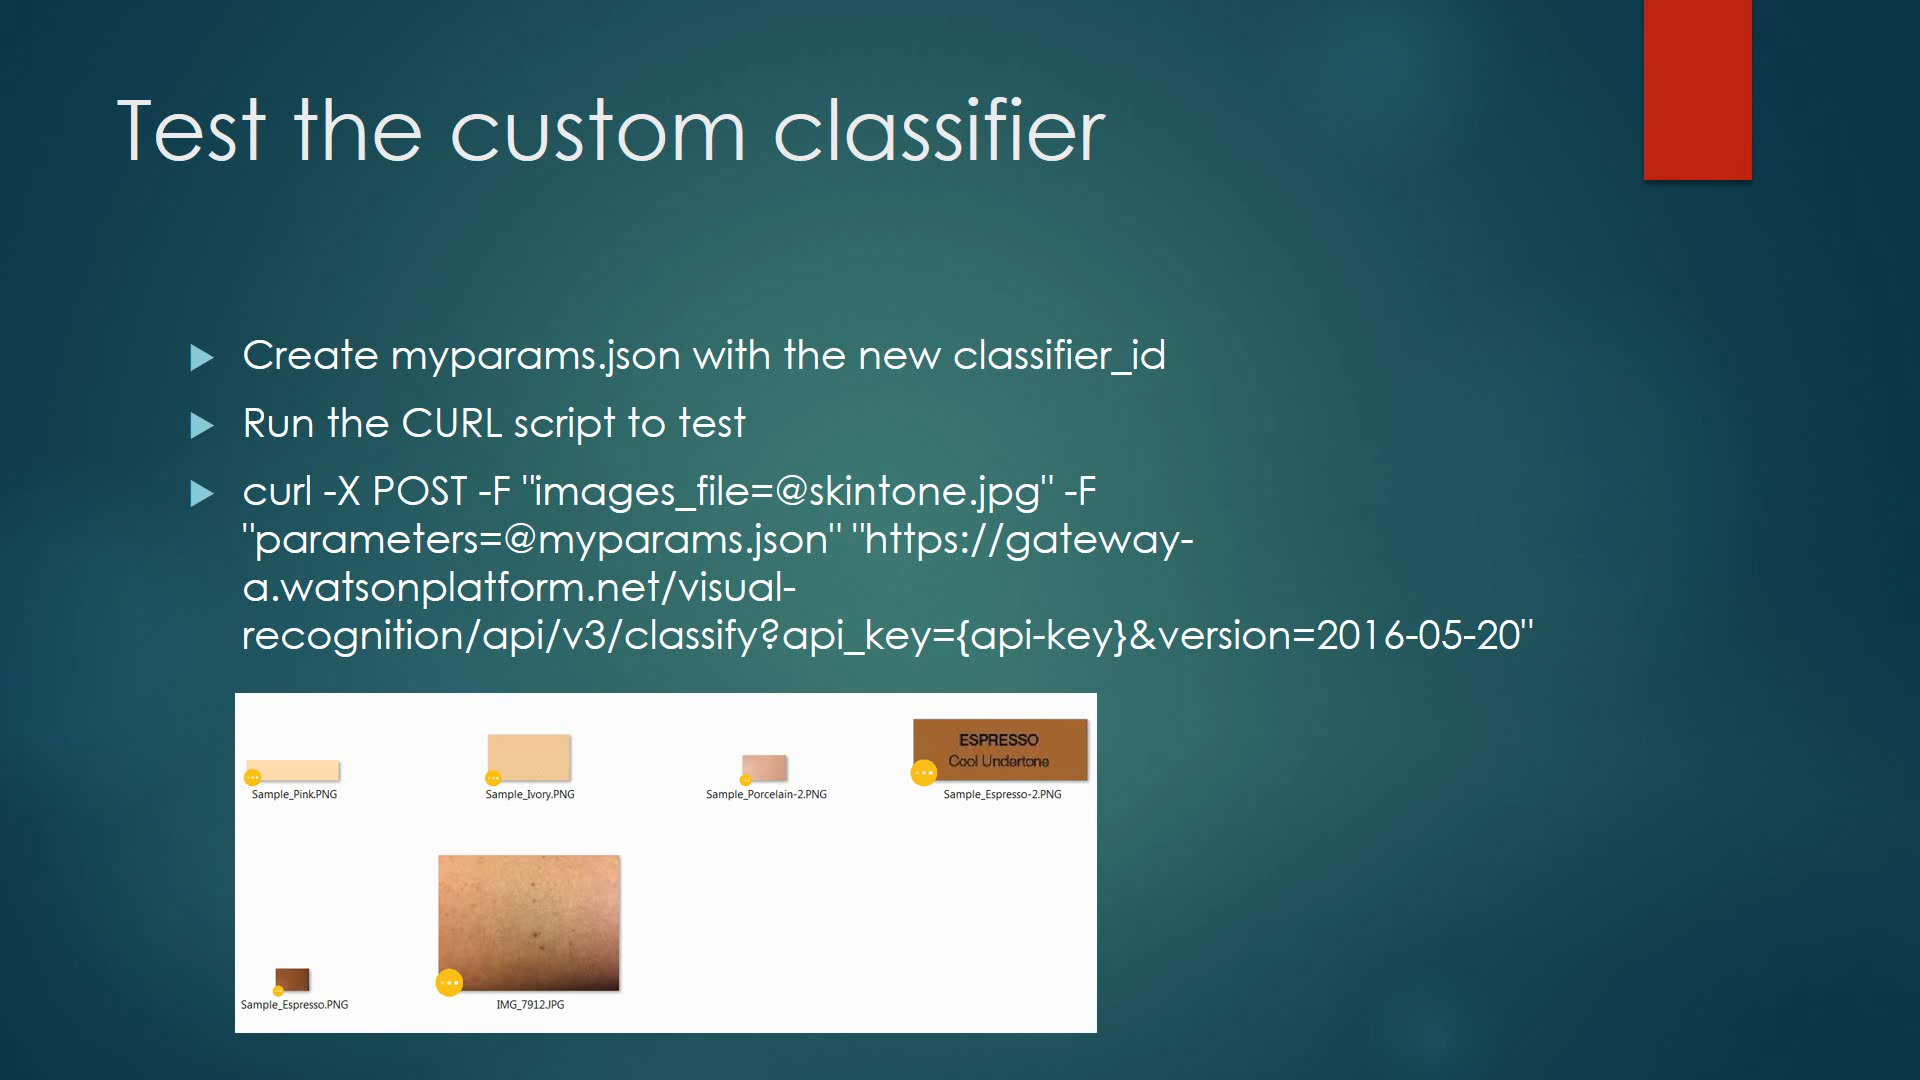 Test the custom classifier
Create myparams.json with the new classifier_id
Run the CURL script to test
curl -X POST -F "images_file=@skintone.jpg" -F
"parameters=@myparams.json" "https://gateway-
a.watsonplatform.net/visual-
recognition/api/v3/classify?api_key={api-key}&version=2016-05-20"
ESPRESSO
Cool Undertone
Sample_Pink.PNG
Sample_Ivory.PNG
Sample_Porcelain-2.PNG
Sample_Espresso-2.PNG
Sample_Espresso.PNG
IMG_7912.JPG